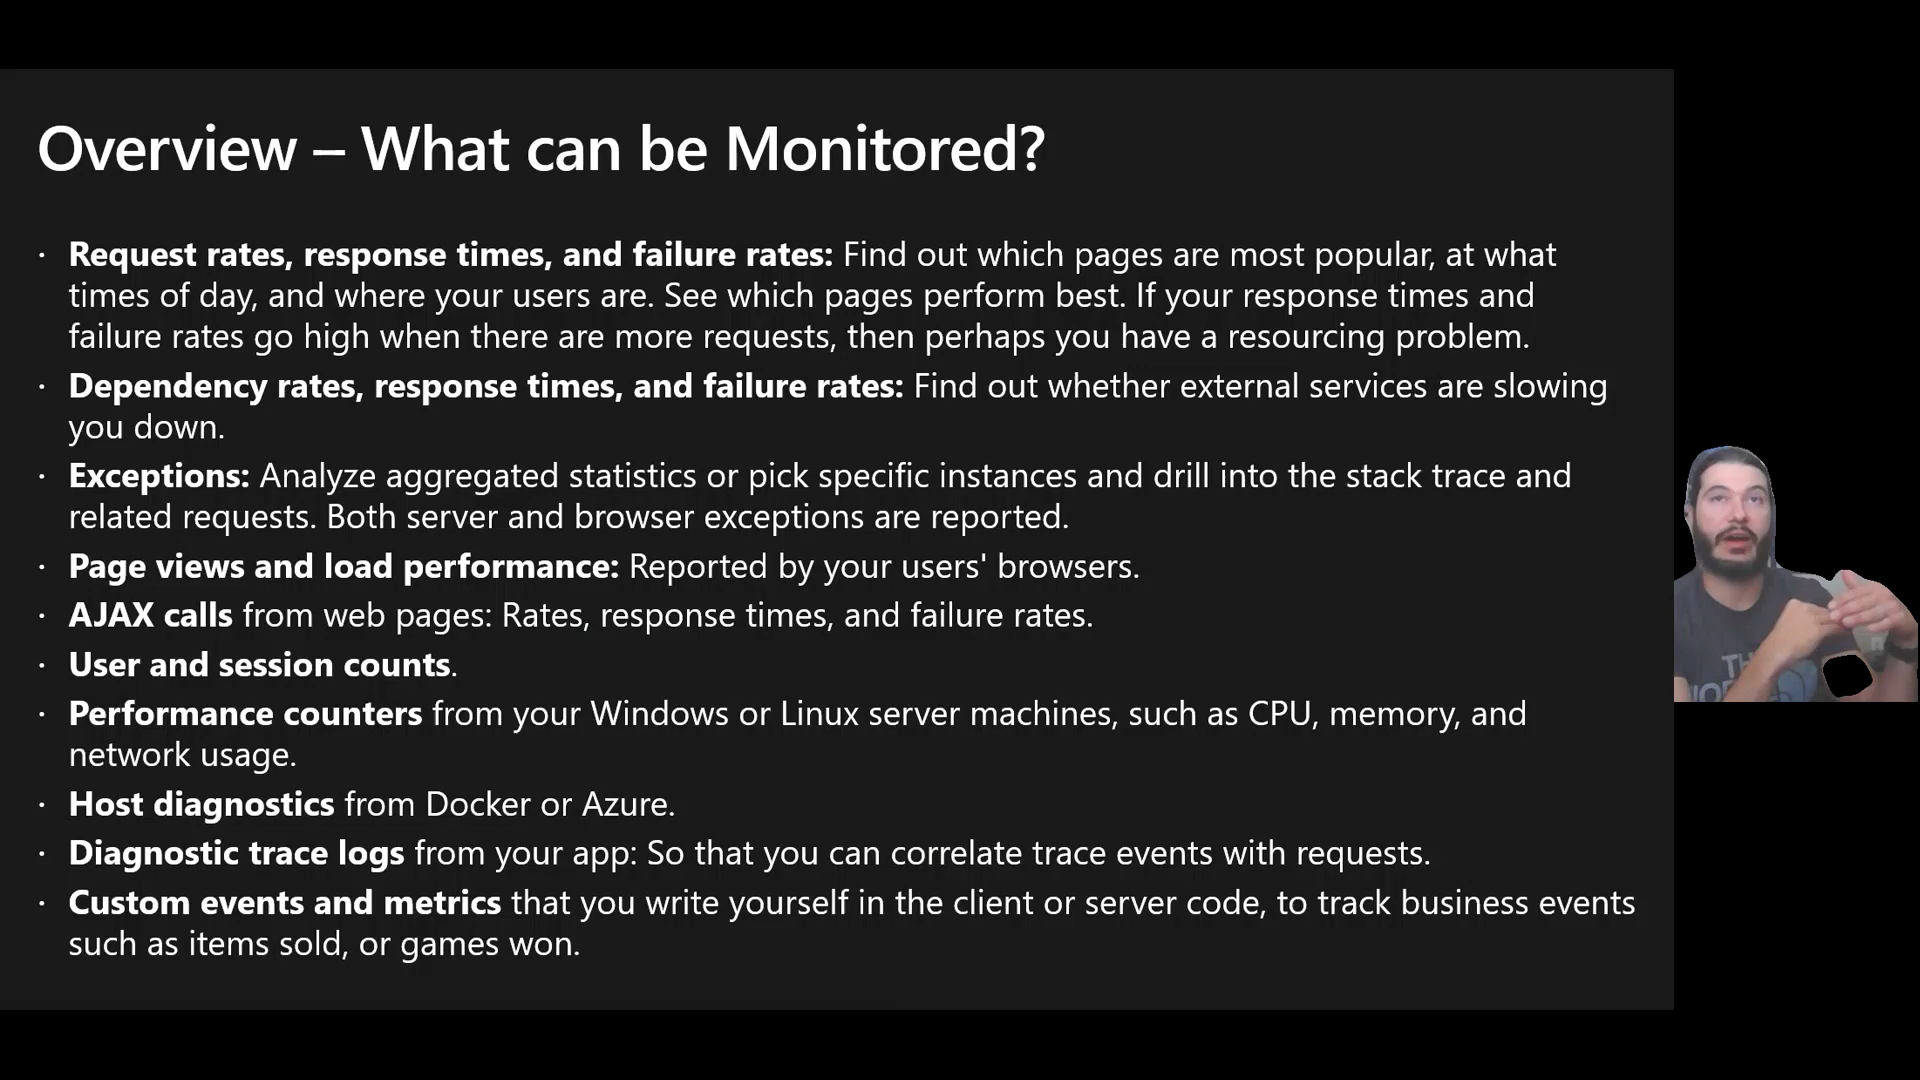 Overview – What can be Monitored?
· Request rates, response times, and failure rates: Find out which pages are most popular, at what
times of day, and where your users are. See which pages perform best. If your response times and
failure rates go high when there are more requests, then perhaps you have a resourcing problem.
· Dependency rates, response times, and failure rates: Find out whether external services are slowing
you down.
· Exceptions: Analyze aggregated statistics or pick specific instances and drill into the stack trace and
related requests. Both server and browser exceptions are reported.
· Page views and load performance: Reported by your users' browsers.
· AJAX calls from web pages: Rates, response times, and failure rates.
· User and session counts.
· Performance counters from your Windows or Linux server machines, such as CPU, memory, and
network usage.
· Host diagnostics from Docker or Azure.
· Diagnostic trace logs from your app: So that you can correlate trace events with requests.
· Custom events and metrics that you write yourself in the client or server code, to track business events
such as items sold, or games won.